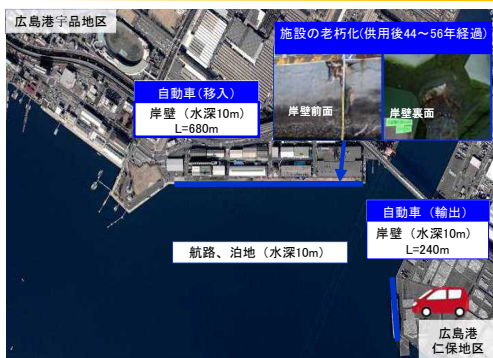 広島港宇品地区
施設の老朽化(供用後44～56年経過)
岸壁前面
岸壁裏面
自動車(移入)
岸壁（水深10m）
L=680m
自動車（輸出）
岸壁（水深10m）
L=240m
航路、泊地（水深10m）
広島港
仁保地区